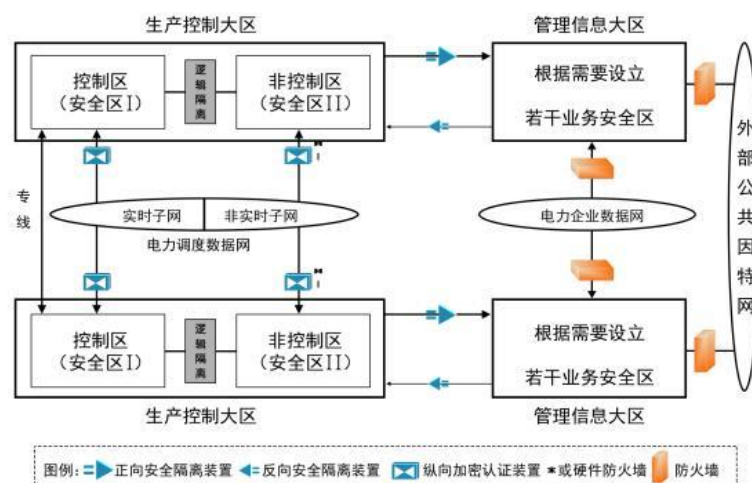 生产控制大区
管理信息大区
控制区
（安全区I）
逻辑隔离
非控制区
（安全区II）
根据需要设立
若干业务安全区
外部公共因特网
专线
实时子网
非实时子网
电力调度数据网
电力企业数据网
控制区
（安全区I）
逻辑隔离
非控制区
（安全区II）
根据需要设立
若干业务安全区
生产控制大区
管理信息大区
图例：正向安全隔离装置 反向安全隔离装置 纵向加密认证装置 *或硬件防火墙 防火墙